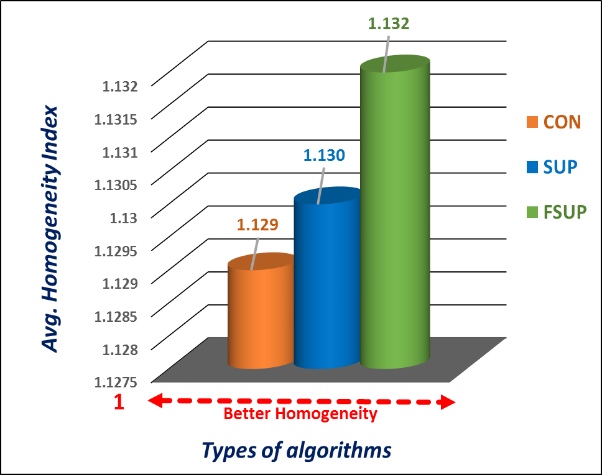 1.132
1.132
1.1315
1.131
1.1305
1.13
1.1295
1.129
1.1285
1.128
1.1275
1.130
1.129
CON
SUP
FSUP
Avg. Homogeneity Index
1
Better Homogeneity
Types of algorithms